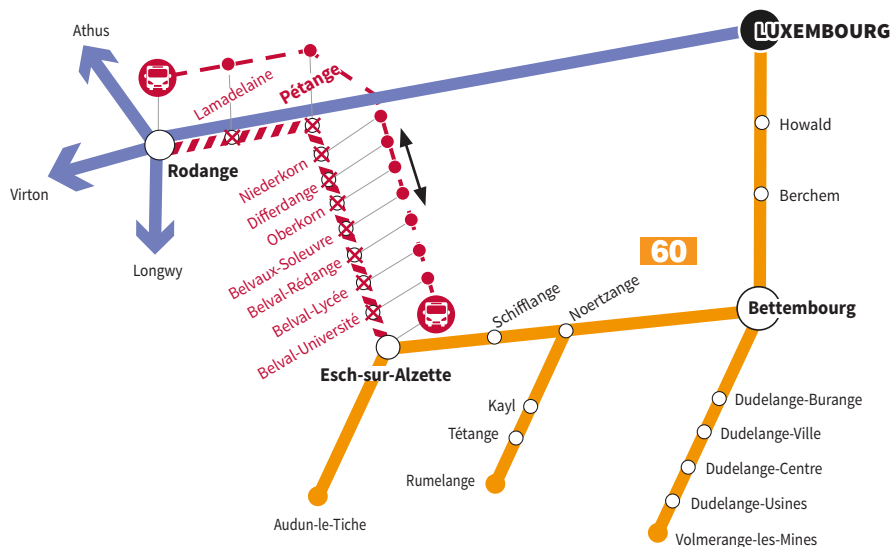 Athus
LUXEMBOURG
Lamadelaine
Pétange
Howald
Rodange
Niederkorn
Virton
Differdange
Berchem
Oberkorn
60
Longwy
Belvaux-Soleuvre
Belval-Rédange
Belval-Lycée
Belval-Université
Schifflange
Noertzange
Bettembourg
Esch-sur-Alzette
Kayl
Dudelange-Burange
Tétange
Dudelange-Ville
Rumelange
Dudelange-Centre
Dudelange-Usines
Audun-le-Tiche
Volmerange-les-Mines